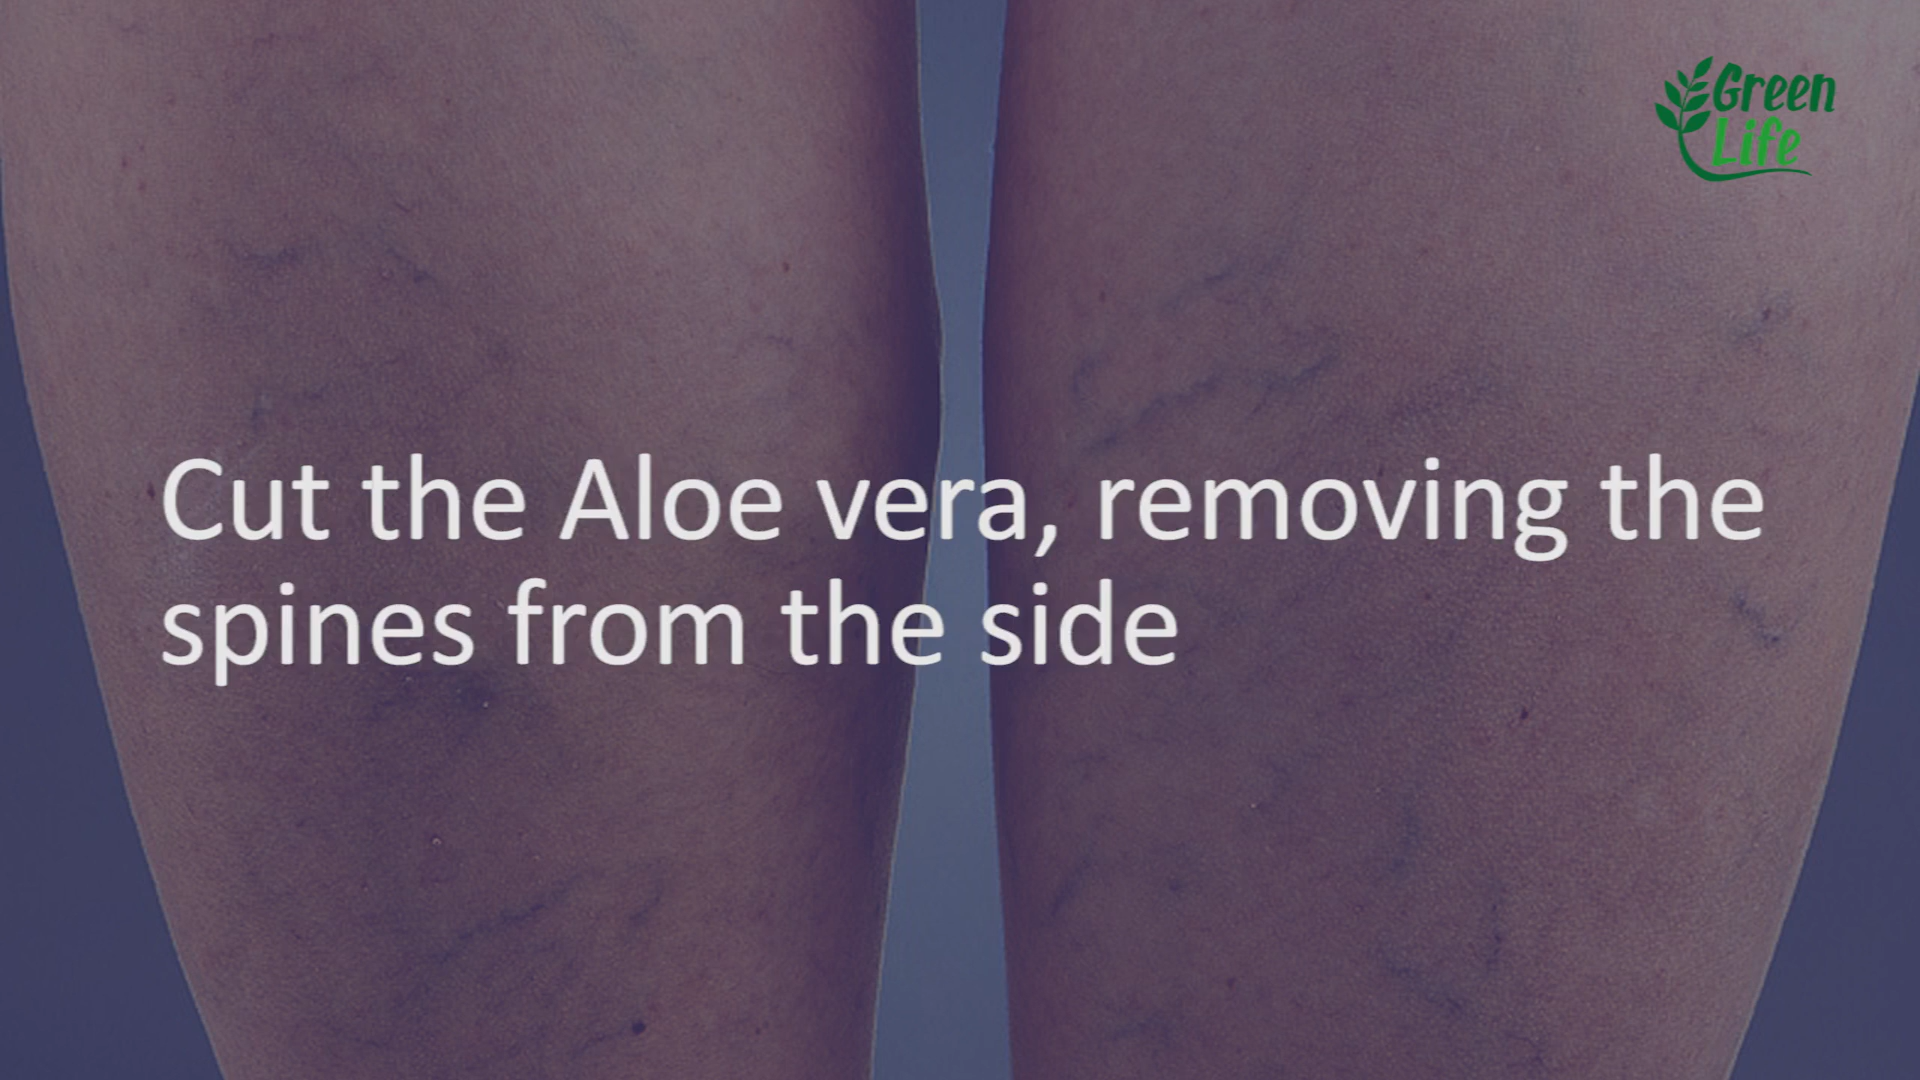 Green
Life
Cut the Aloe vera, removing the
spines from the side